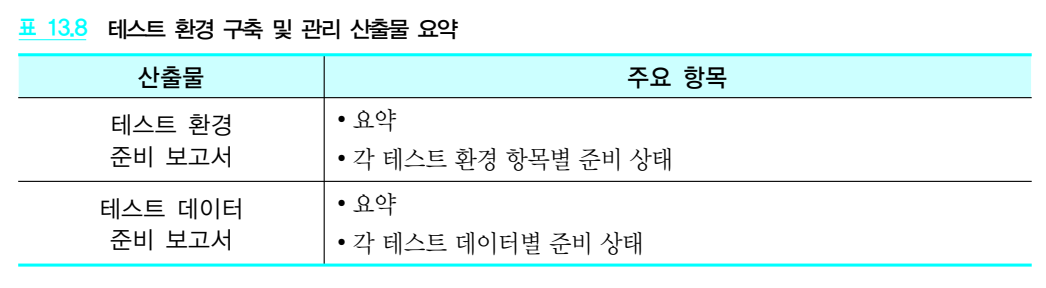 표 13.8 테스트 환경 구축 및 관리 산출물 요약
산출물 주요 항목
테스트 환경
준비 보고서
• 요약
• 각 테스트 환경 항목별 준비 상태
테스트 데이터
준비 보고서
• 요약
• 각 테스트 데이터별 준비 상태